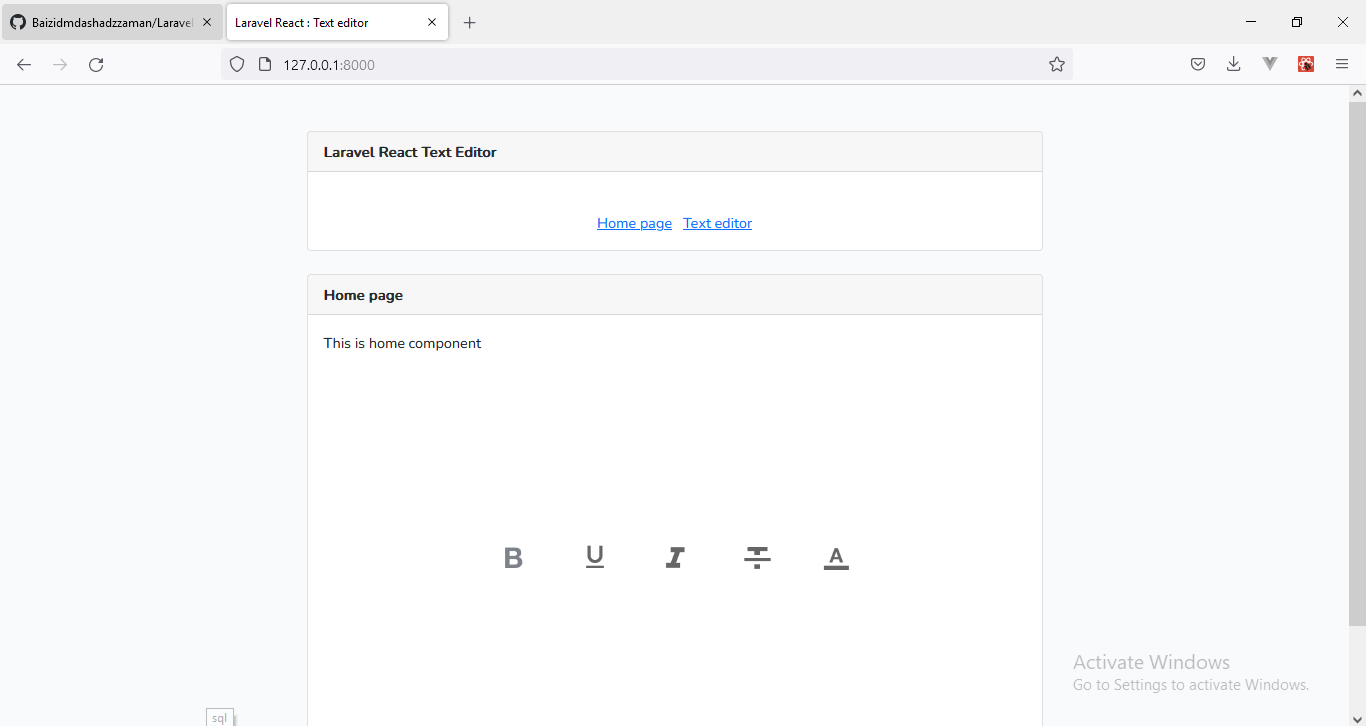 Baizidmdashadzzaman/Laravel
Laravel React : Text editor
127.0.0.1:8000
Laravel React Text Editor
Home page Text editor
Home page
This is home component
B U I T A
Activate Windows
Go to Settings to activate Windows.
sql